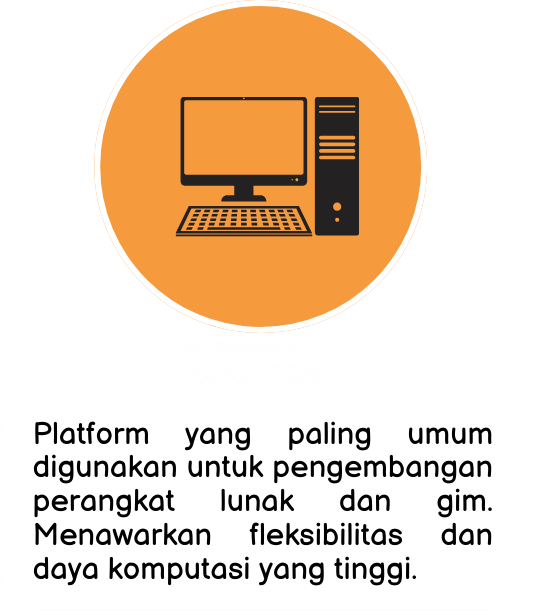 Platform yang paling umum
digunakan untuk pengembangan
perangkat lunak dan gim.
Menawarkan fleksibilitas dan
daya komputasi yang tinggi.